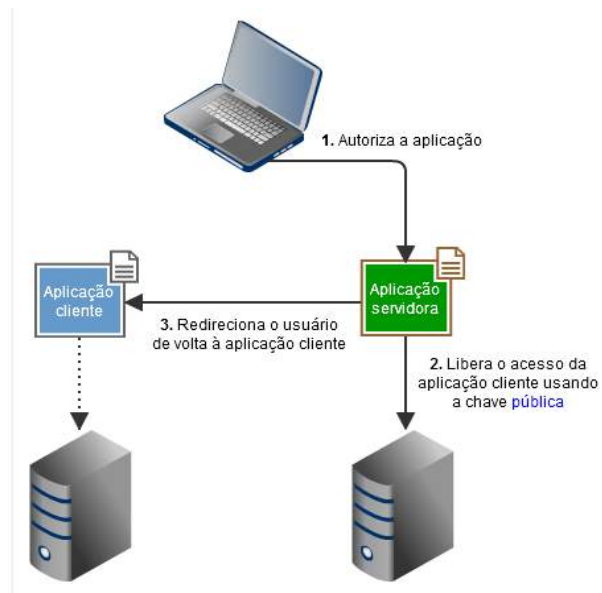 1. Autoriza a aplicação
Aplicação
cliente
Aplicação
servidora
3. Redireciona o usuário
de volta à aplicação cliente
2. Libera o acesso da
aplicação cliente usando
a chave pública